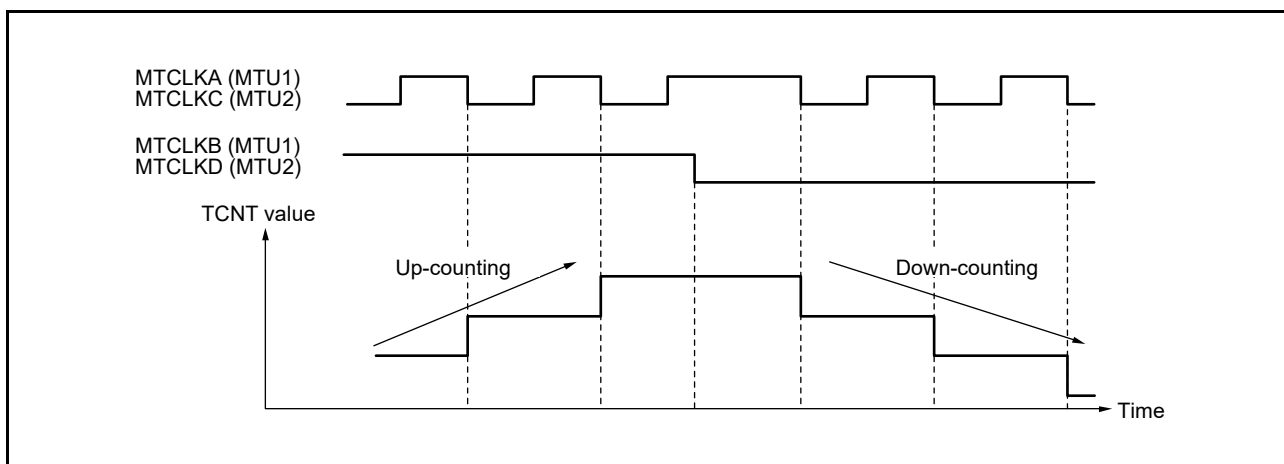 MTCLKA (MTU1)
MTCLKC (MTU2)
MTCLKB (MTU1)
MTCLKD (MTU2)
TCNT value
Up-counting
Down-counting
Time